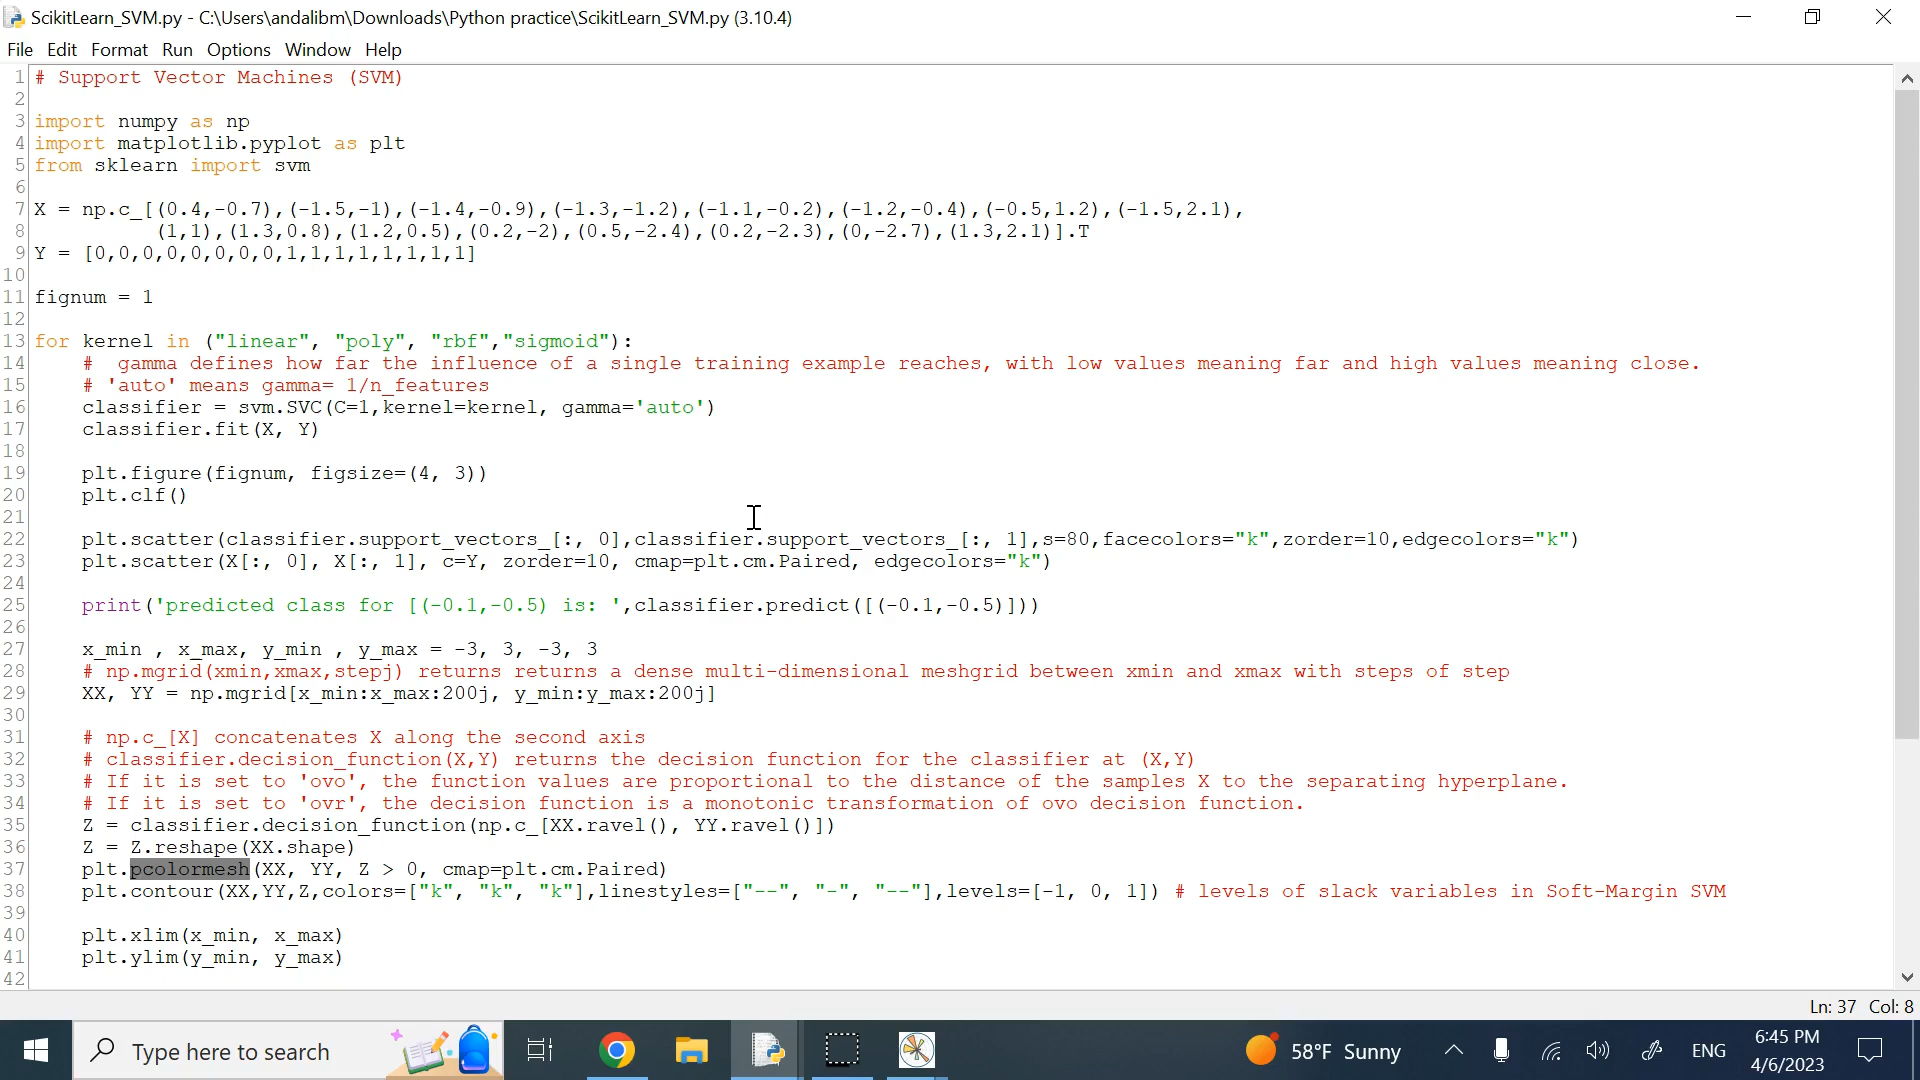 ScikitLearn_SVM.py - C:\Users\andalibm\Downloads\Python practice\ScikitLearn_SVM.py (3.10.4)
File Edit Format Run Options Window Help
1 # Support Vector Machines (SVM)
2
3 import numpy as np
4 import matplotlib.pyplot as plt
5 from sklearn import svm
6
7 X = np.c_[(0.4,-0.7),(-1.5,-1),(-1.4,-0.9),(-1.3,-1.2),(-1.1,-0.2),(-1.2,-0.4),(-0.5,1.2),(-1.5,2.1),
8 (1,1),(1.3,0.8),(1.2,0.5),(0.2,-2),(0.5,-2.4),(0.2,-2.3),(0,-2.7),(1.3,2.1)].T
9 Y = [0,0,0,0,0,0,0,0,1,1,1,1,1,1,1,1]
10
11 fignum = 1
12
13 for kernel in ("linear", "poly", "rbf","sigmoid"):
14 #  gamma defines how far the influence of a single training example reaches, with low values meaning far and high values meaning close.
15 # 'auto' means gamma= 1/n_features
16 classifier = svm.SVC(C=1,kernel=kernel, gamma='auto')
17 classifier.fit(X, Y)
18
19 plt.figure(fignum, figsize=(4, 3))
20 plt.clf()
21
22 plt.scatter(classifier.support_vectors_[:, 0],classifier.support_vectors_[:, 1],s=80,facecolors="k",zorder=10,edgecolors="k")
23 plt.scatter(X[:, 0], X[:, 1], c=Y, zorder=10, cmap=plt.cm.Paired, edgecolors="k")
24
25 print('predicted class for [(-0.1,-0.5) is: ',classifier.predict([(-0.1,-0.5)]))
26
27 x_min , x_max, y_min , y_max = -3, 3, -3, 3
28 # np.mgrid(xmin,xmax,stepj) returns returns a dense multi-dimensional meshgrid between xmin and xmax with steps of step
29 XX, YY = np.mgrid[x_min:x_max:200j, y_min:y_max:200j]
30
31 # np.c_[X] concatenates X along the second axis
32 # classifier.decision_function(X,Y) returns the decision function for the classifier at (X,Y)
33 # If it is set to 'ovo', the function values are proportional to the distance of the samples X to the separating hyperplane.
34 # If it is set to 'ovr', the decision function is a monotonic transformation of ovo decision function.
35 Z = classifier.decision_function(np.c_[XX.ravel(), YY.ravel()])
36 Z = Z.reshape(XX.shape)
37 plt.pcolormesh(XX, YY, Z > 0, cmap=plt.cm.Paired)
38 plt.contour(XX,YY,Z,colors=["k", "k", "k"],linestyles=["--", "-", "--"],levels=[-1, 0, 1]) # levels of slack variables in Soft-Margin SVM
39
40 plt.xlim(x_min, x_max)
41 plt.ylim(y_min, y_max)
42
Ln: 37 Col: 8
Type here to search
58°F Sunny
ENG
6:45 PM
4/6/2023